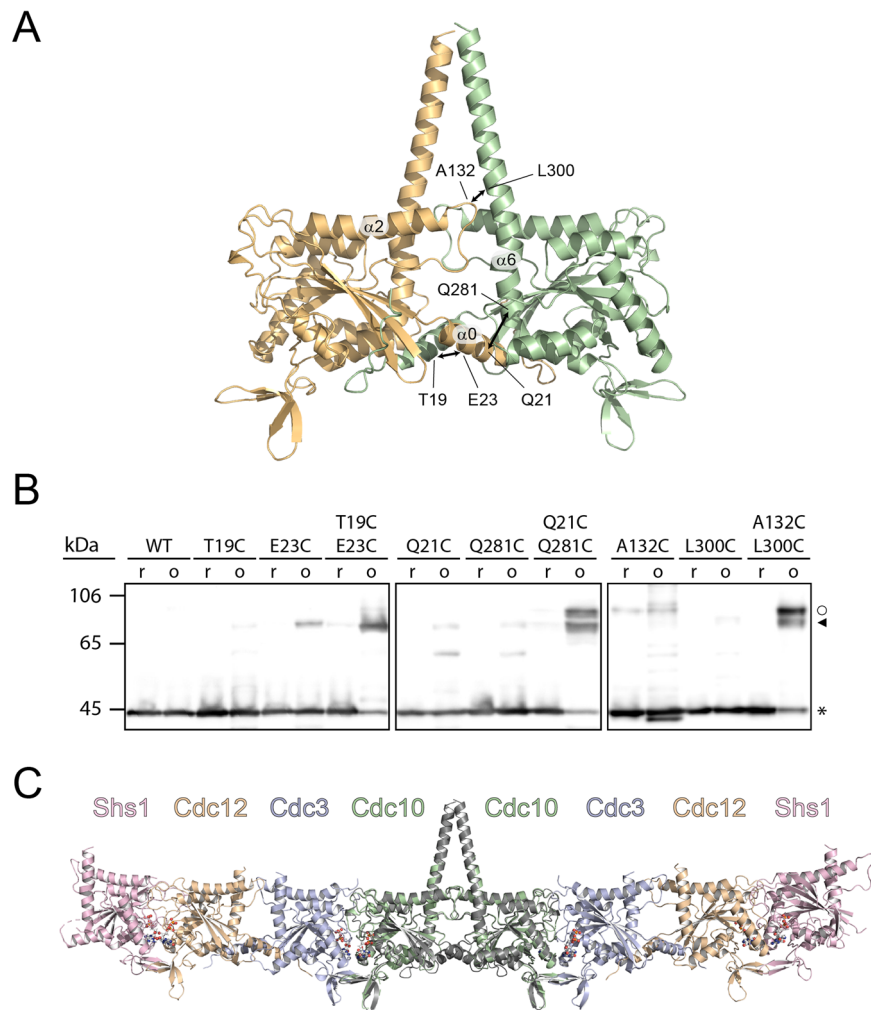 A
A132
L300
α2
α6
Q281
α0
T19
E23
Q21
B
T19C
Q21C
A132C
kDa
WT
T19C
E23C
E23C
Q21C
Q281C
Q281C
A132C
L300C
L300C
r o r o r o r o r o r o r o r o r o r o
106
○
65
◄
45
*
C
Shs1 Cdc12 Cdc3 Cdc10 Cdc10 Cdc3 Cdc12 Shs1